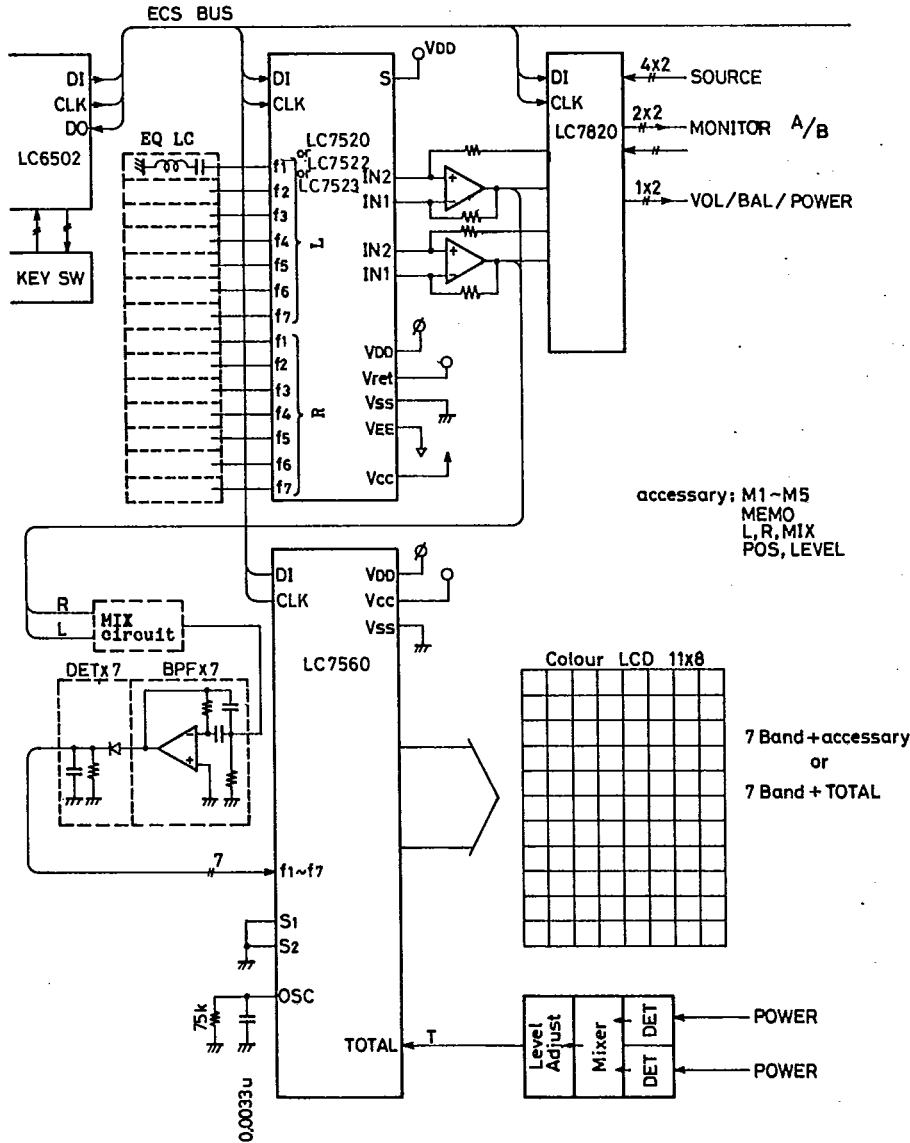 ECS BUS
DI
CLK
DO
LC6502
KEY SW
EQ LC
DI
CLK
LC7520
or
LC7522
or
LC7523
f1
f2
f3
f4
f5
f6
f7
L
f1
f2
f3
f4
f5
f6
f7
R
S
VDD
IN2
IN1
IN2
IN1
VDD
Vref
VSS
VEE
Vcc
DI
CLK
LC7820
4x2
SOURCE
2x2
MONITOR A/B
1x2
VOL/BAL/POWER
accessary: M1~M5
MEMO
L,R,MIX
POS, LEVEL
R
L
MIX
circuit
DETx7
BPFx7
DI
CLK
VDD
Vcc
VSS
LC7560
7
f1~f7
S1
S2
OSC
75k
0.0033u
TOTAL
T
Colour LCD 11x8
7 Band+accessary
or
7 Band+TOTAL
Level
Adjust
Mixer
DET
DET
POWER
POWER